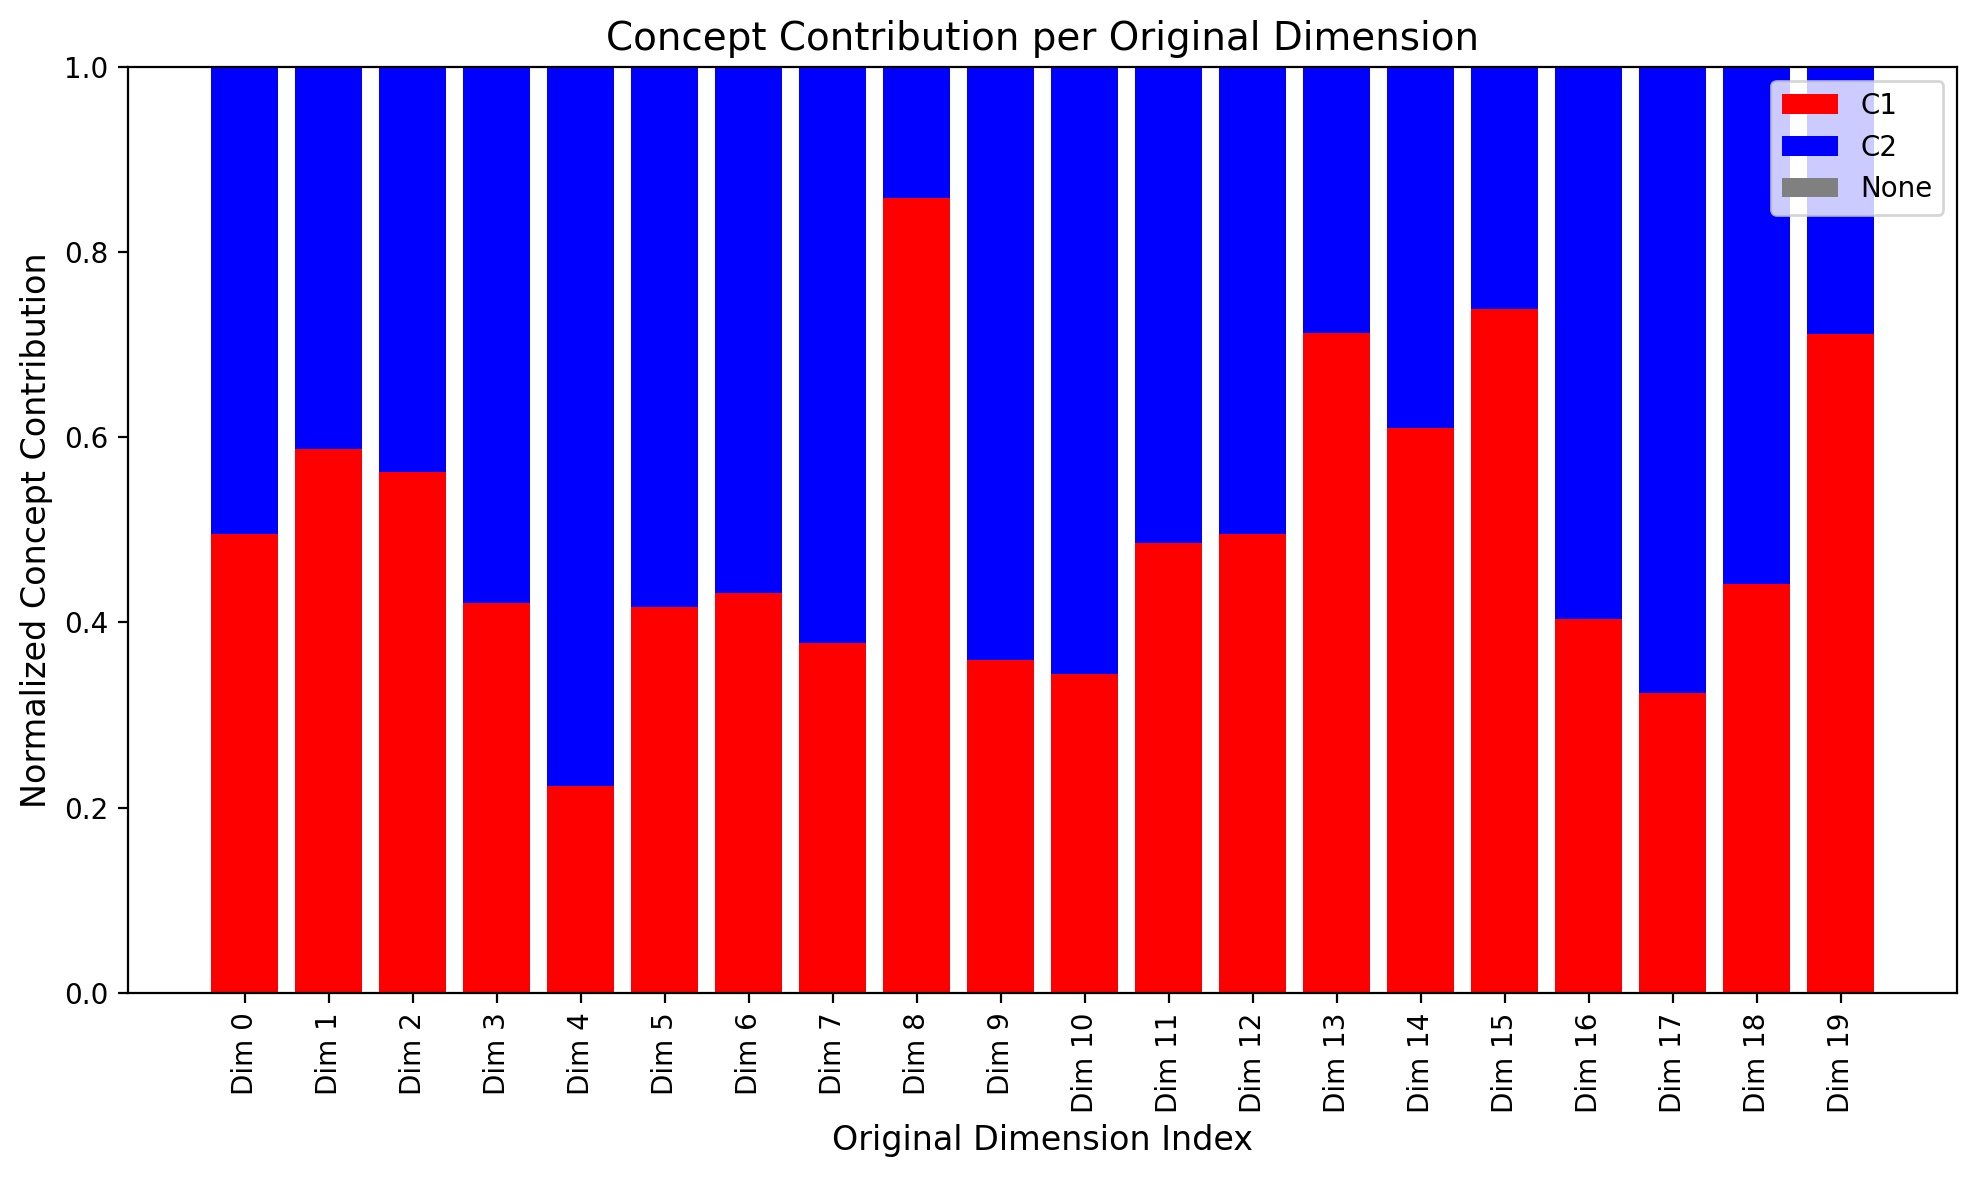 Concept Contribution per Original Dimension
Normalized Concept Contribution
1.0
0.8
0.6
0.4
0.2
0.0
C1
C2
None
Dim 0
Dim 1
Dim 2
Dim 3
Dim 4
Dim 5
Dim 6
Dim 7
Dim 8
Dim 9
Dim 10
Dim 11
Dim 12
Dim 13
Dim 14
Dim 15
Dim 16
Dim 17
Dim 18
Dim 19
Original Dimension Index